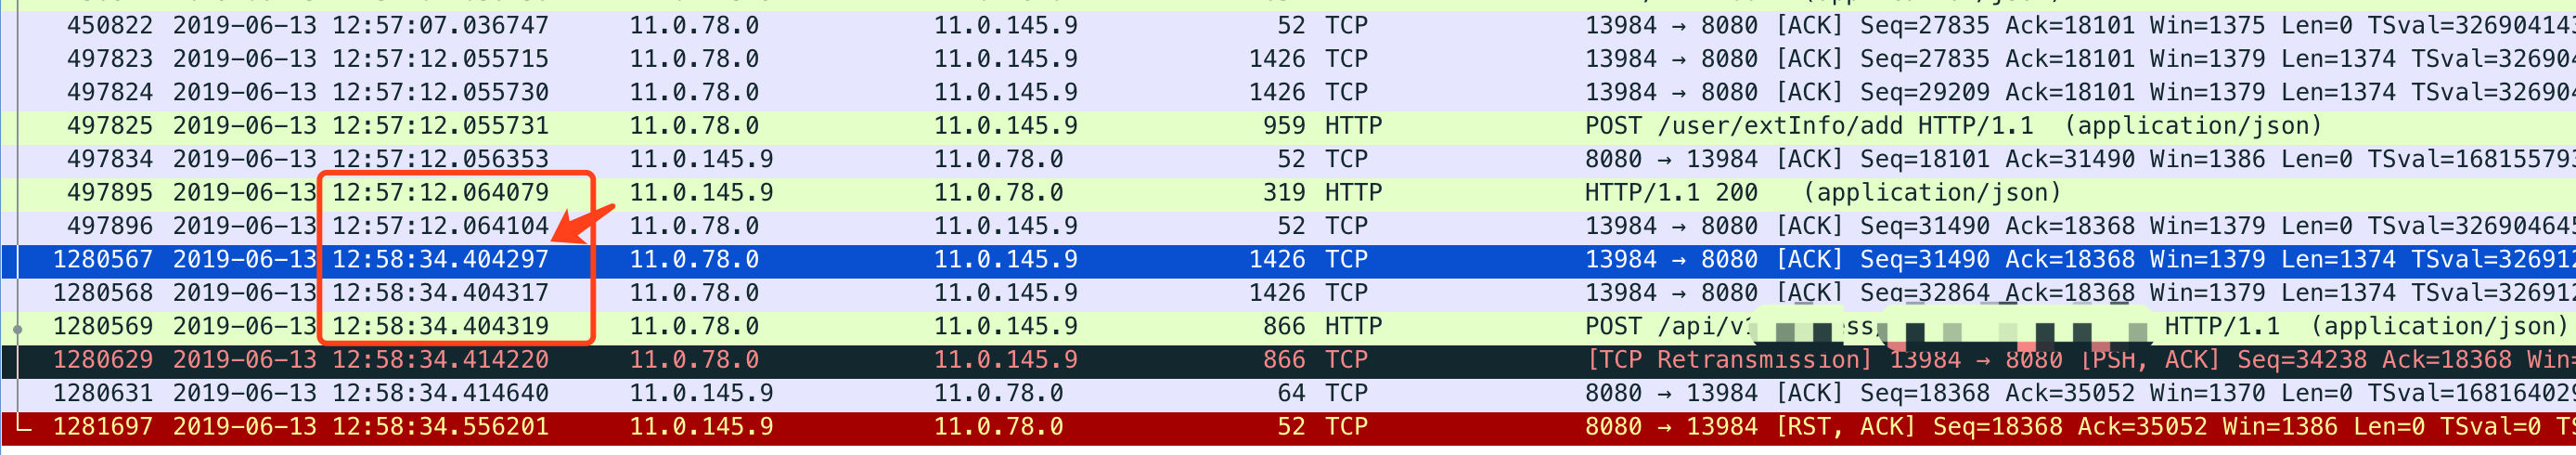 450822 2019-06-13 12:57:07.036747 11.0.78.0 11.0.145.9 52 TCP 13984 → 8080 [ACK] Seq=27835 Ack=18101 Win=1375 Len=0 TSval=326904143
497823 2019-06-13 12:57:12.055715 11.0.78.0 11.0.145.9 1426 TCP 13984 → 8080 [ACK] Seq=27835 Ack=18101 Win=1379 Len=1374 TSval=326904
497824 2019-06-13 12:57:12.055730 11.0.78.0 11.0.145.9 1426 TCP 13984 → 8080 [ACK] Seq=29209 Ack=18101 Win=1379 Len=1374 TSval=326904
497825 2019-06-13 12:57:12.055731 11.0.78.0 11.0.145.9 959 HTTP POST /user/extInfo/add HTTP/1.1 (application/json)
497834 2019-06-13 12:57:12.056353 11.0.145.9 11.0.78.0 52 TCP 8080 → 13984 [ACK] Seq=18101 Ack=31490 Win=1386 Len=0 TSval=168155793
497895 2019-06-13 12:57:12.064079 11.0.145.9 11.0.78.0 319 HTTP HTTP/1.1 200 (application/json)
497896 2019-06-13 12:57:12.064104 11.0.78.0 11.0.145.9 52 TCP 13984 → 8080 [ACK] Seq=31490 Ack=18368 Win=1379 Len=0 TSval=326904645
1280567 2019-06-13 12:58:34.404297 11.0.78.0 11.0.145.9 1426 TCP 13984 → 8080 [ACK] Seq=31490 Ack=18368 Win=1379 Len=1374 TSval=326912
1280568 2019-06-13 12:58:34.404317 11.0.78.0 11.0.145.9 1426 TCP 13984 → 8080 [ACK] Seq=32864 Ack=18368 Win=1379 Len=1374 TSval=326912
1280569 2019-06-13 12:58:34.404319 11.0.78.0 11.0.145.9 866 HTTP POST /api/v1 ess/ HTTP/1.1 (application/json)
1280629 2019-06-13 12:58:34.414220 11.0.78.0 11.0.145.9 866 TCP [TCP Retransmission] 13984 → 8080 [PSH, ACK] Seq=34238 Ack=18368 Win=
1280631 2019-06-13 12:58:34.414640 11.0.145.9 11.0.78.0 64 TCP 8080 → 13984 [ACK] Seq=18368 Ack=35052 Win=1370 Len=0 TSval=168164029
1281697 2019-06-13 12:58:34.556201 11.0.145.9 11.0.78.0 52 TCP 8080 → 13984 [RST, ACK] Seq=18368 Ack=35052 Win=1386 Len=0 TSval=0 TS